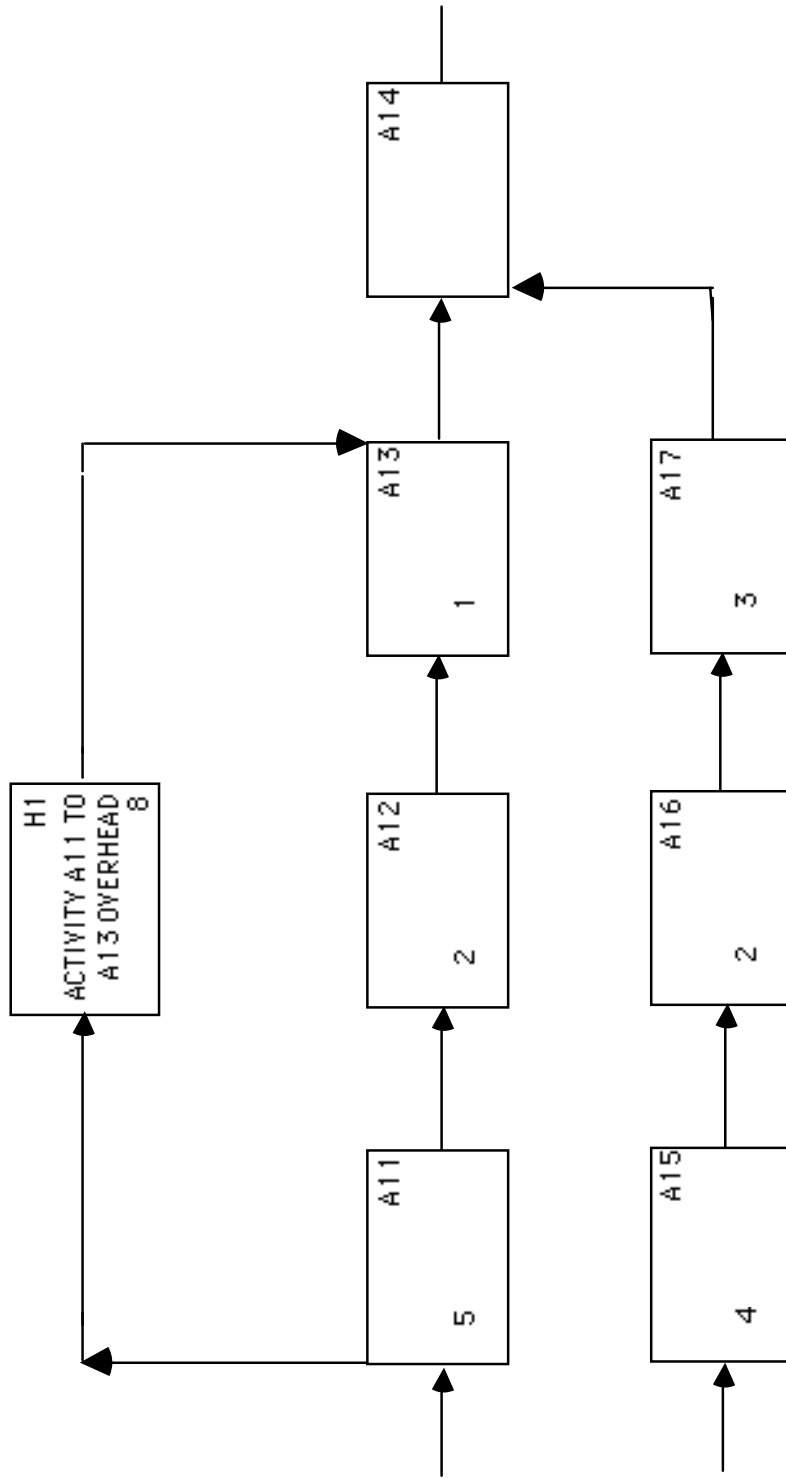 H1
ACTIVITY A11 TO
A13 OVERHEAD
8
A11
5
A12
2
A13
1
A14
A15
4
A16
2
A17
3